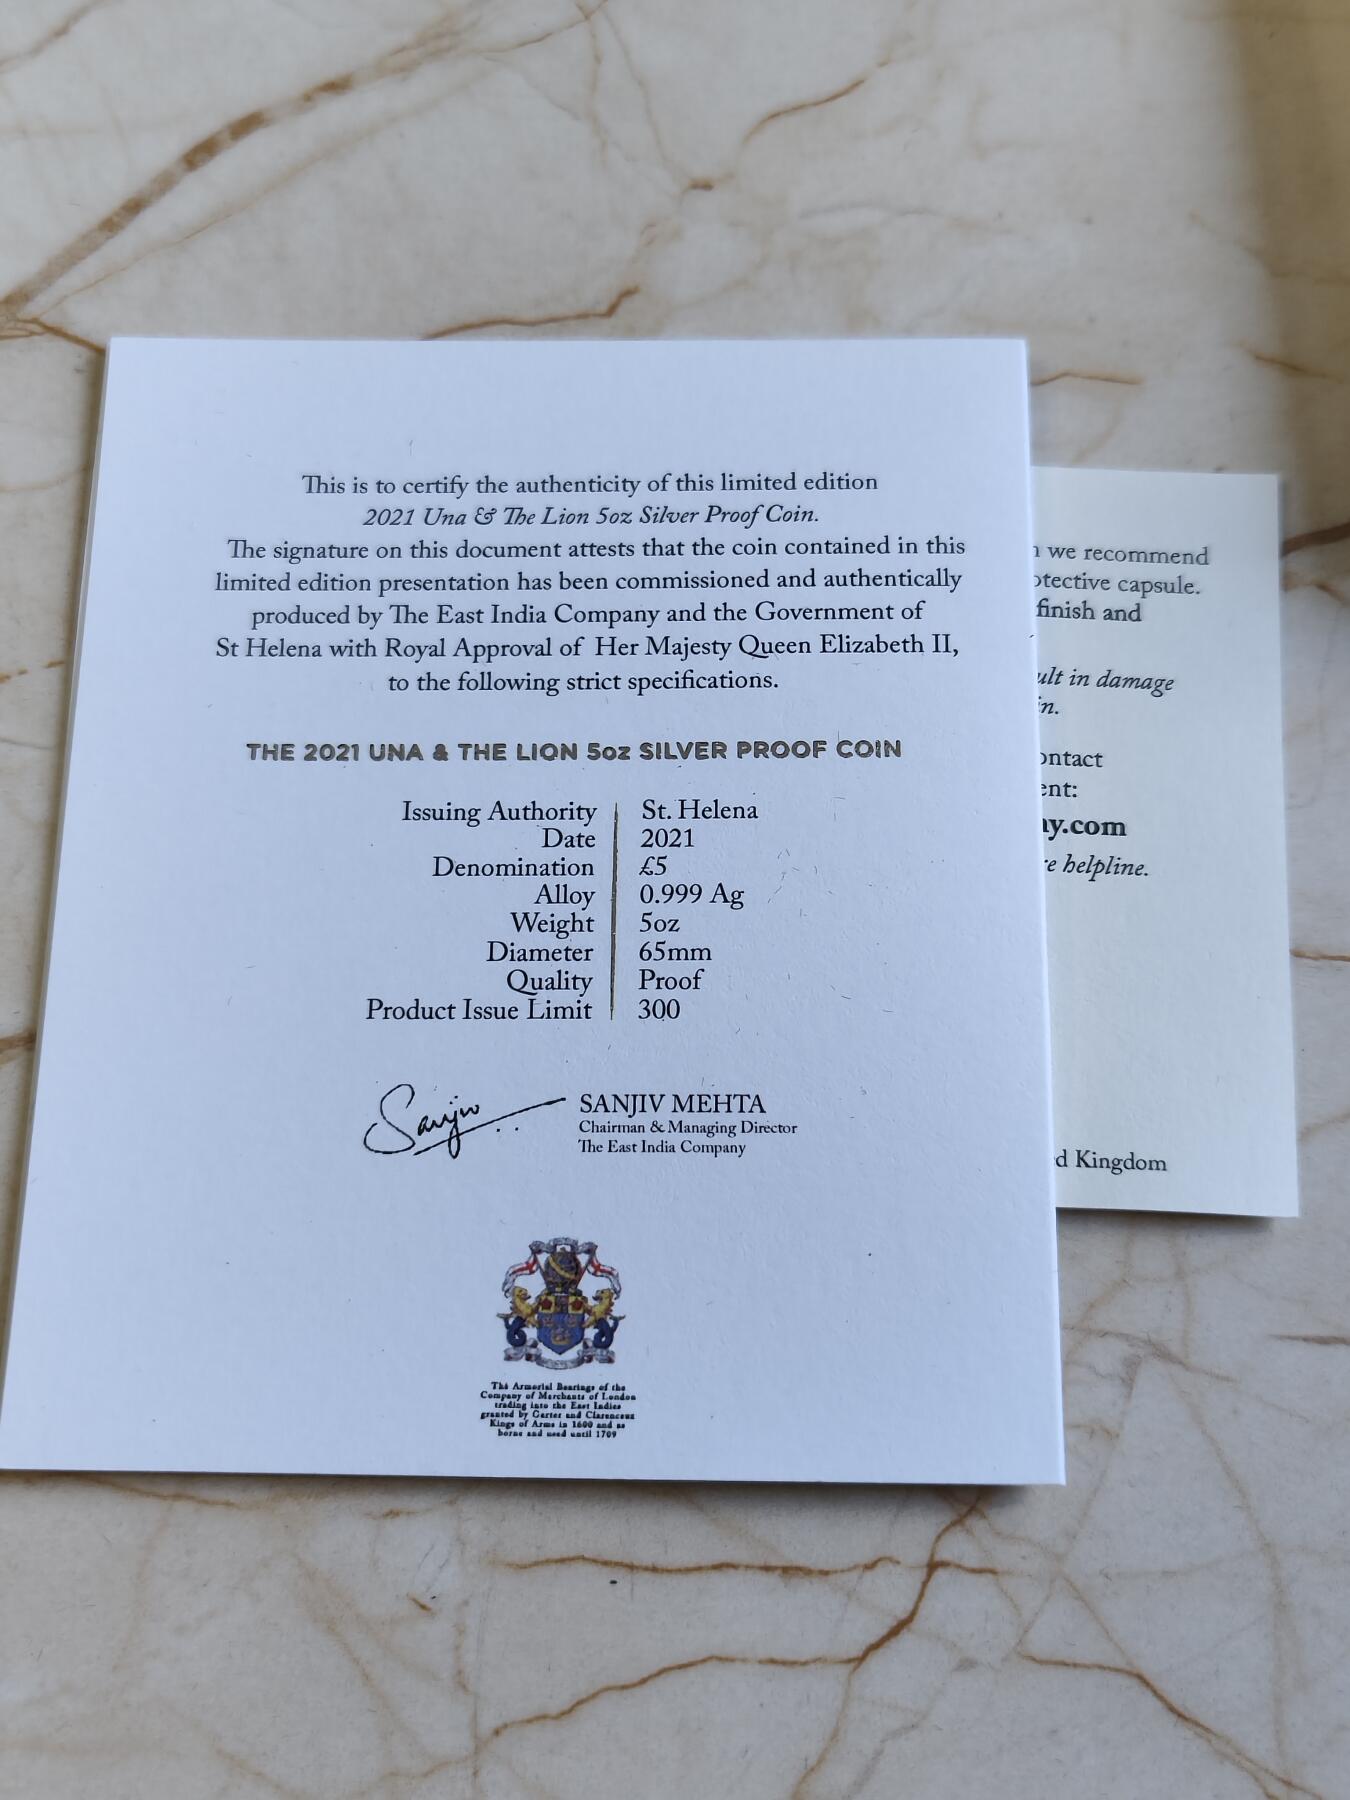 This is to certify the authenticity of this limited edition
2021 Una & The Lion 5oz Silver Proof Coin.
The signature on this document attests that the coin contained in this
limited edition presentation has been commissioned and authentically
produced by The East India Company and the Government of
St Helena with Royal Approval of Her Majesty Queen Elizabeth II,
to the following strict specifications.
THE 2021 UNA & THE LION 5oz SILVER PROOF COIN
Issuing Authority St. Helena
Date 2021
Denomination £5
Alloy 0.999 Ag
Weight 5oz
Diameter 65mm
Quality Proof
Product Issue Limit 300
Sanjiv
SANJIV MEHTA
Chairman & Managing Director
The East India Company
The Armorial Bearings of the
Company of Merchants of London
trading into the East Indies
granted by Garter and Clarenceux
Kings of Arms in 1600 and as
borne and used until 1709
we recommend
capsule.
finish and
in damage
helpline.
Kingdom